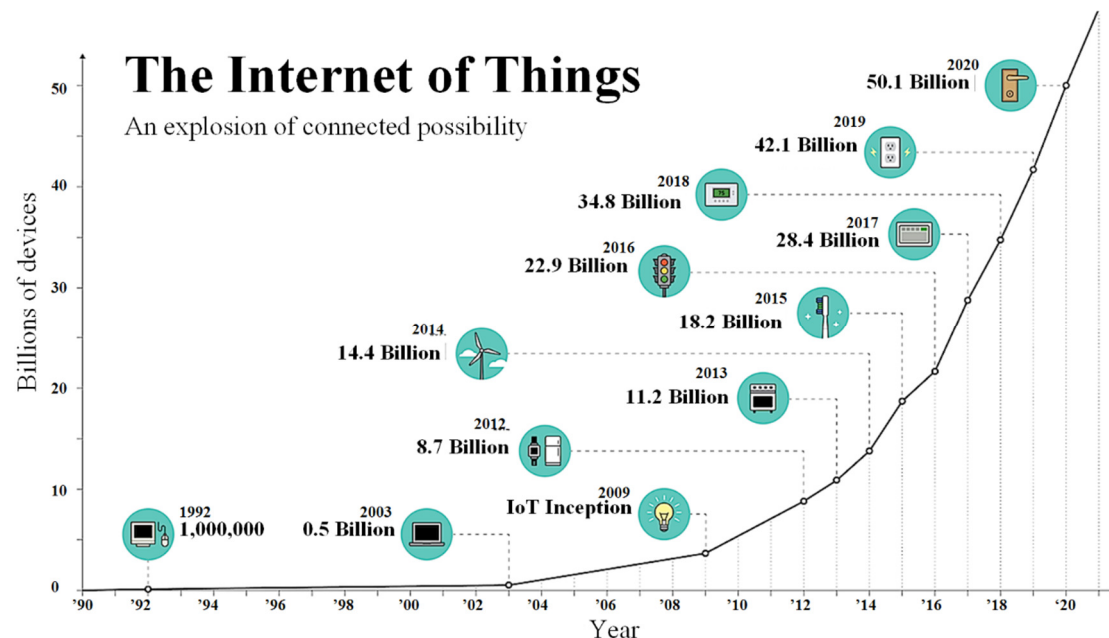 The Internet of Things
An explosion of connected possibility
Billions of devices
50
40
30
20
10
0
2020
50.1 Billion
2019
42.1 Billion
2018
34.8 Billion
2017
28.4 Billion
2016
22.9 Billion
2015
18.2 Billion
2014
14.4 Billion
2013
11.2 Billion
2012
8.7 Billion
2009
IoT Inception
1992
1,000,000
2003
0.5 Billion
'90 '92 '94 '96 '98 '00 '02 '04 '06 '08 '10 '12 '14 '16 '18 '20
Year